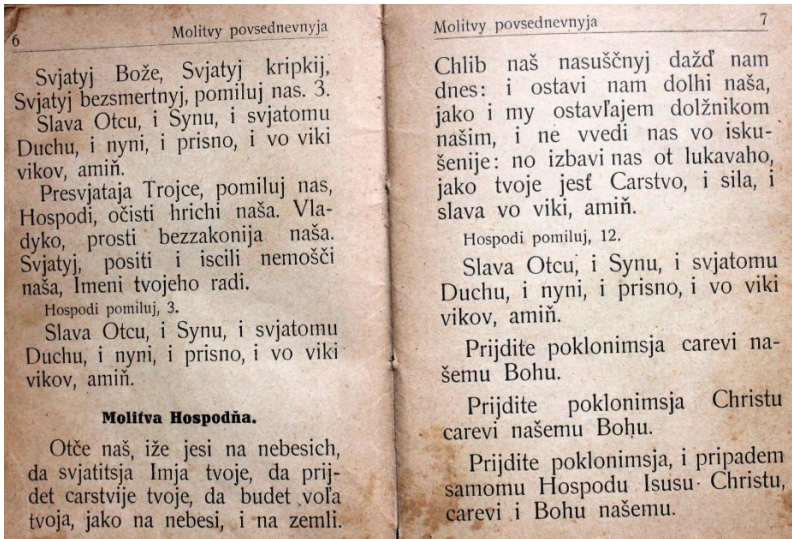 6
Molitvy povsednevnyja
Svjatyj Bože, Svjatyj kripkij,
Svjatyj bezsmertnyj, pomiluj nas. 3.
Slava Otcu, i Synu, i svjatomu
Duchu, i nyni, i prisno, i vo viki
vikov, amiň.
Presvjataja Trojce, pomiluj nas,
Hospodi, očisti hrichi naša. Vla-
dyko, prosti bezzakonija naša.
Svjatyj, positi i iscili nemošči
naša, Imeni tvojeho radi.
Hospodi pomiluj, 3.
Slava Otcu, i Synu, i svjatomu
Duchu, i nyni, i prisno, i vo viki
vikov, amiň.
Molitva Hospodňa.
Otče naš, iže jesi na nebesich,
da svjatitsja Imja tvoje, da prij-
det carstvije tvoje, da budet voľa
tvoja, jako na nebesi, i na zemli.
Molitvy povsednevnyja
7
Chlib naš nasuščnyj dažď nam
dnes: i ostavi nam dolhi naša,
jako i my ostavľajem dolžnikom
našim, i ne vvedi nas vo isku-
šenije: no izbavi nas ot lukavaho,
jako tvoje jesť Carstvo, i sila, i
slava vo viki, amiň.
Hospodi pomiluj, 12.
Slava Otcu, i Synu, i svjatomu
Duchu, i nyni, i prisno, i vo viki
vikov, amiň.
Prijdite poklonimsja carevi na-
šemu Bohu.
Prijdite poklonimsja Christu
carevi našemu Bohu.
Prijdite poklonimsja, i pripadem
samomu Hospodu Isusu Christu,
carevi i Bohu našemu.